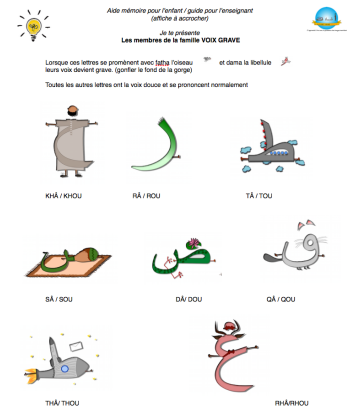 Aide mémoire pour l'enfant / guide pour l'enseignant
(affiche à accrocher)
Je te présente
Les membres de la famille VOIX GRAVE
Lorsque ces lettres se promènent avec fatha l'oiseau et dama la libellule
leurs voix devient grave. (gonfler le fond de la gorge)
Toutes les autres lettres ont la voix douce et se prononcent normalement
KHÂ / KHOU
RÂ / ROU
TÂ / TOU
SÂ / SOU
DÂ/ DOU
QÂ / QOU
THÂ/ THOU
RHÂ/RHOU